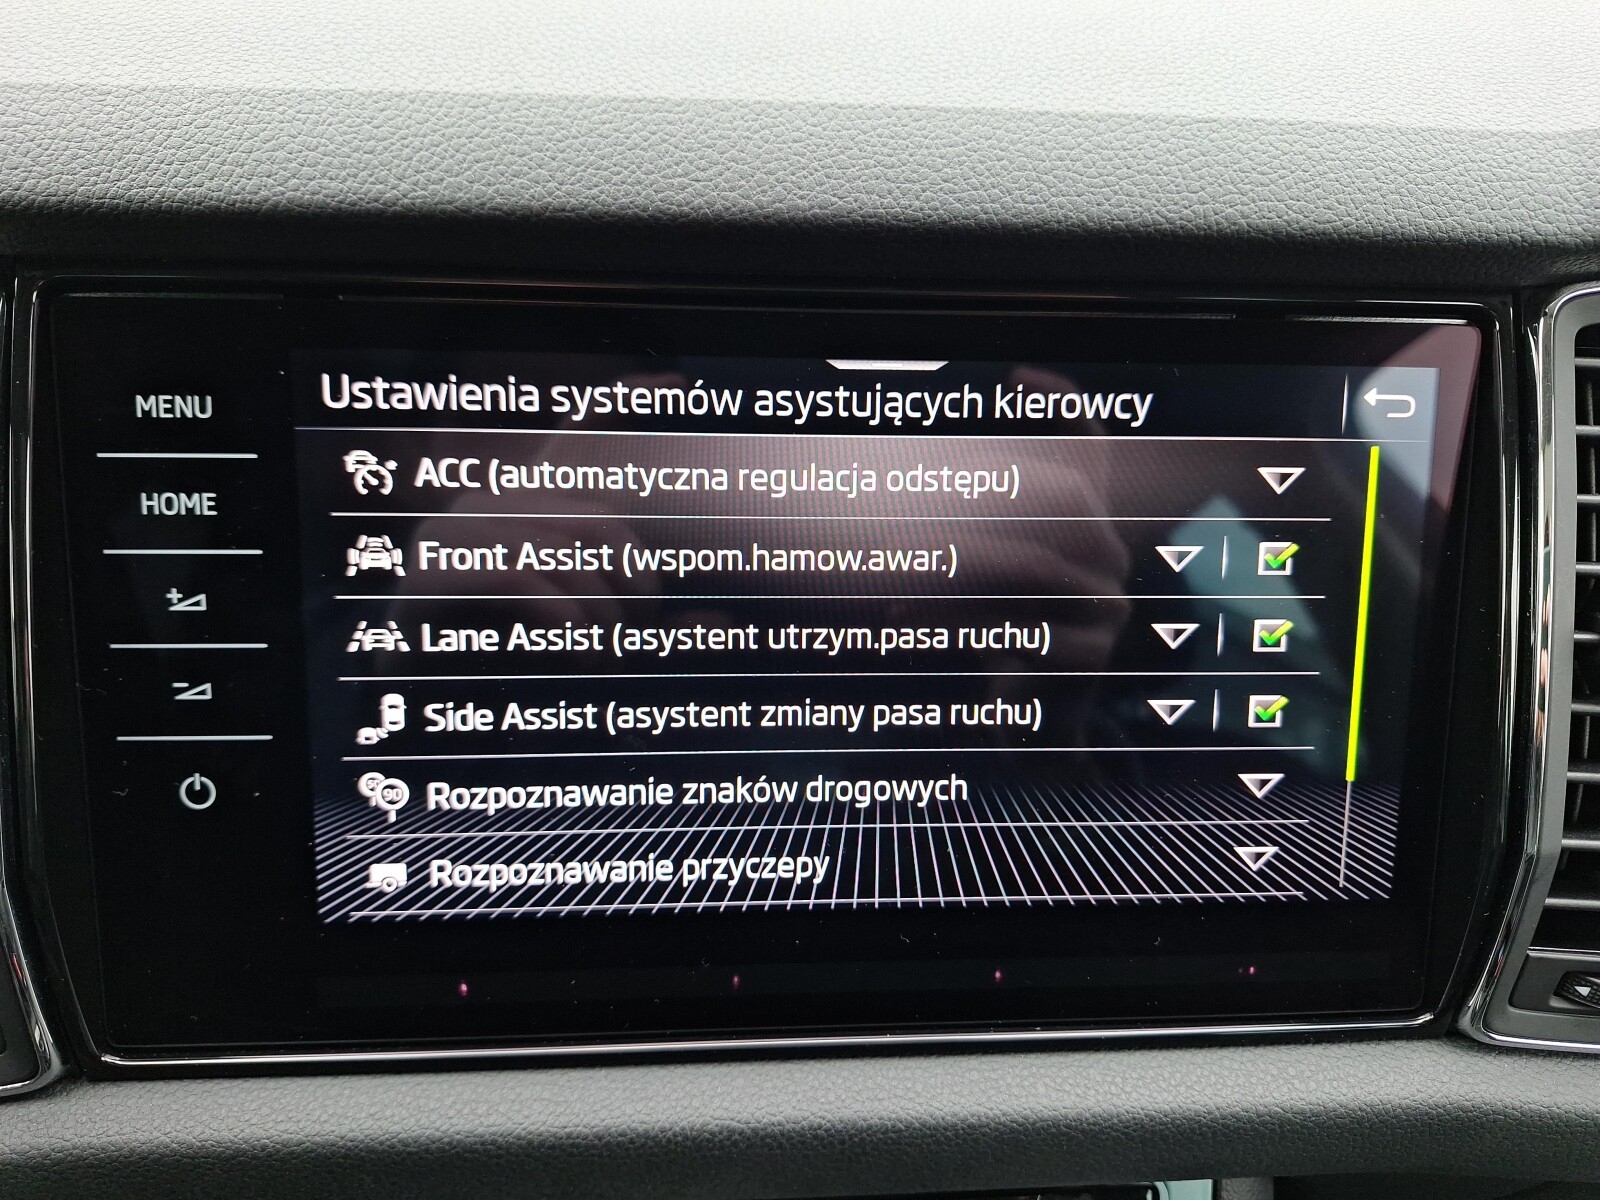 MENU
HOME
Ustawienia systemów asystujących kierowcy
ACC (automatyczna regulacja odstępu)
Front Assist (wspom.hamow.awar.)
Lane Assist (asystent utrzym.pasa ruchu)
Side Assist (asystent zmiany pasa ruchu)
90 Rozpoznawanie znaków drogowych
Rozpoznawanie przyczepy